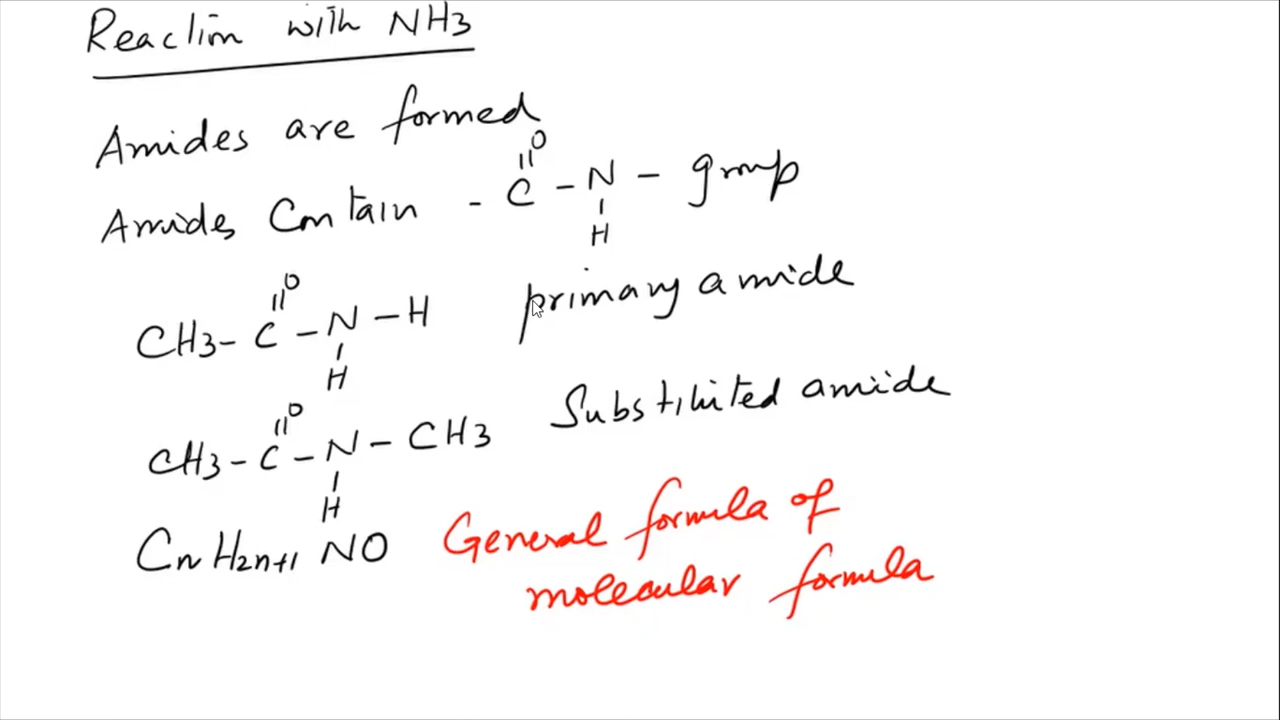 Reaction with NH3
Amides are formed
O
||
Amides Contain - C - N - group
|
H
O
||
CH3 - C - N - H primary amide
|
H
O
||
CH3 - C - N - CH3 Substituted amide
|
H
CnH2n+1 NO General formula of
molecular formula